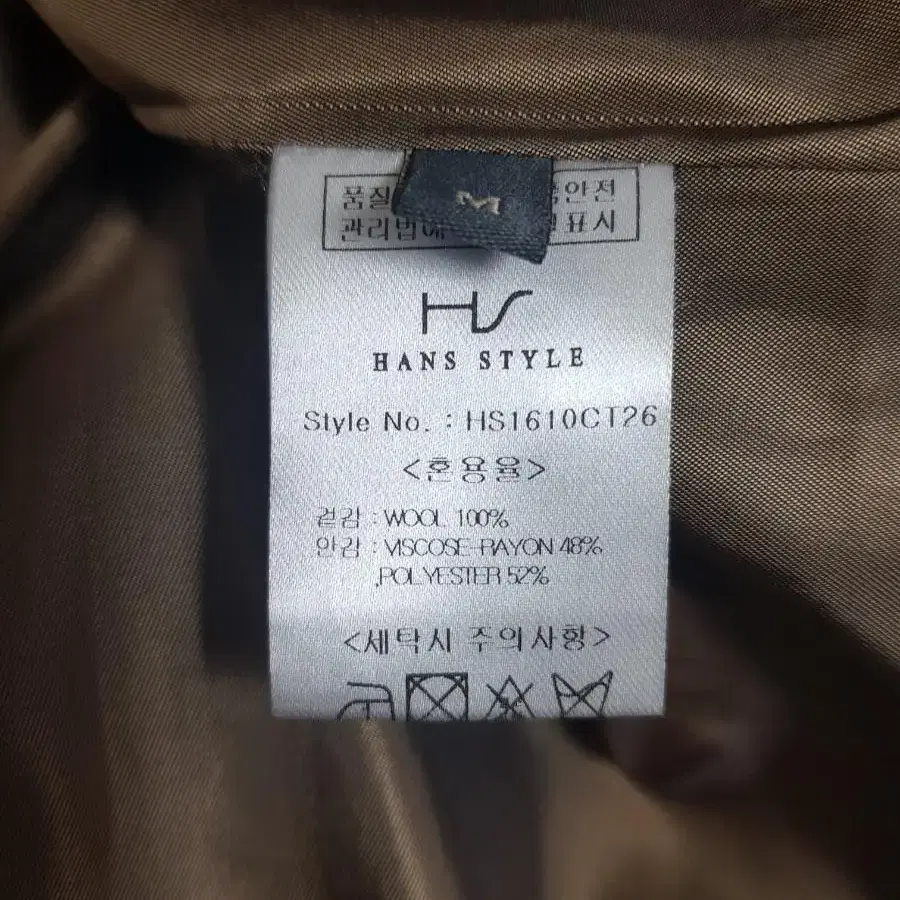 M
품질 안전
관리법에 표시
HS
HANS STYLE
Style No. : HS1610CT26
<혼용율>
겉감 : WOOL 100%
안감 : VISCOSE-RAYON 48%
,POLYESTER 52%
<세탁시 주의사항>